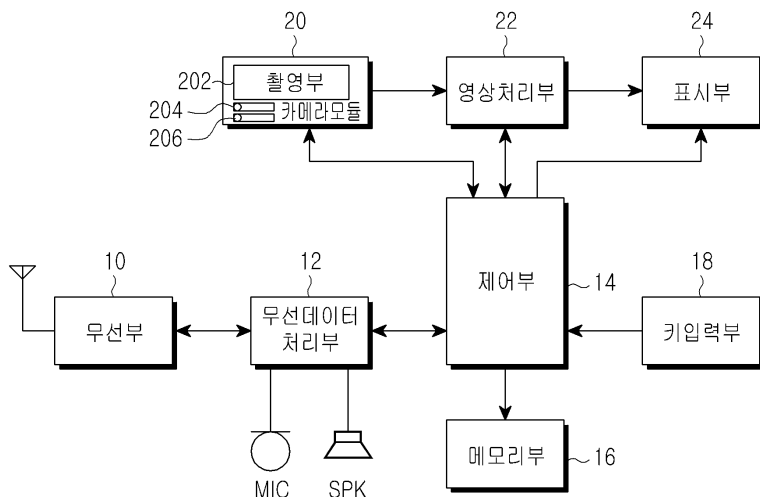 20
22
24
202
촬영부
204
카메라모듈
206
영상처리부
표시부
10
12
18
무선부
무선데이터
처리부
제어부
14
키입력부
메모리부
16
MIC
SPK